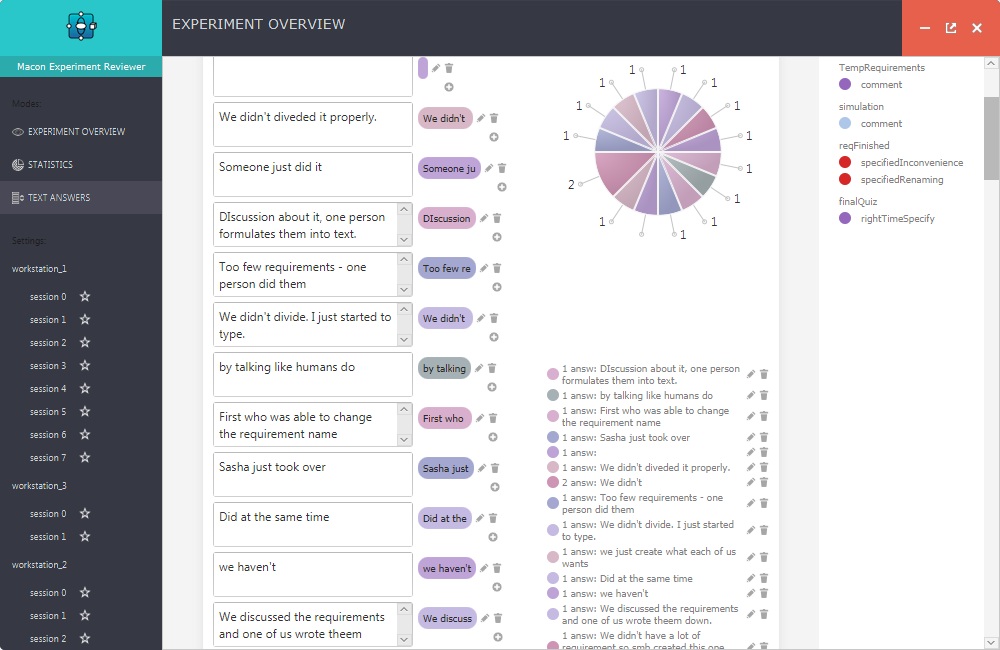 EXPERIMENT OVERVIEW
Macon Experiment Reviewer
Modes:
EXPERIMENT OVERVIEW
STATISTICS
TEXT ANSWERS
Settings:
workstation_1
session 0
session 1
session 2
session 3
session 4
session 5
session 6
session 7
workstation_3
session 0
session 1
workstation_2
session 0
session 1
session 2
We didn't diveded it properly.
We didn't
Someone just did it
Someone ju
DIscussion about it, one person
formulates them into text.
DIscussion
Too few requirements - one
person did them
Too few re
We didn't divide. I just started to
type.
We didn't
by talking like humans do
by talking
First who was able to change
the requirement name
First who
Sasha just took over
Sasha just
Did at the same time
Did at the
we haven't
we haven't
We discussed the requirements
and one of us wrote theem
We discuss
1
1
1
1
1
1
1
1
1
1
1
1
1
1
2
1 answ: DIscussion about it, one person
formulates them into text.
1 answ: by talking like humans do
1 answ: First who was able to change
the requirement name
1 answ: Sasha just took over
1 answ:
1 answ: We didn't diveded it properly.
2 answ: We didn't
1 answ: Too few requirements - one
person did them
1 answ: We didn't divide. I just started
to type.
1 answ: we just create what each of us
wants
1 answ: Did at the same time
1 answ: we haven't
1 answ: We discussed the requirements
and one of us wrote theem down.
1 answ: We didn't have a lot of
requirement so smb created this one
TempRequirements
comment
simulation
comment
reqFinished
specifiedInconvenience
specifiedRenaming
finalQuiz
rightTimeSpecify